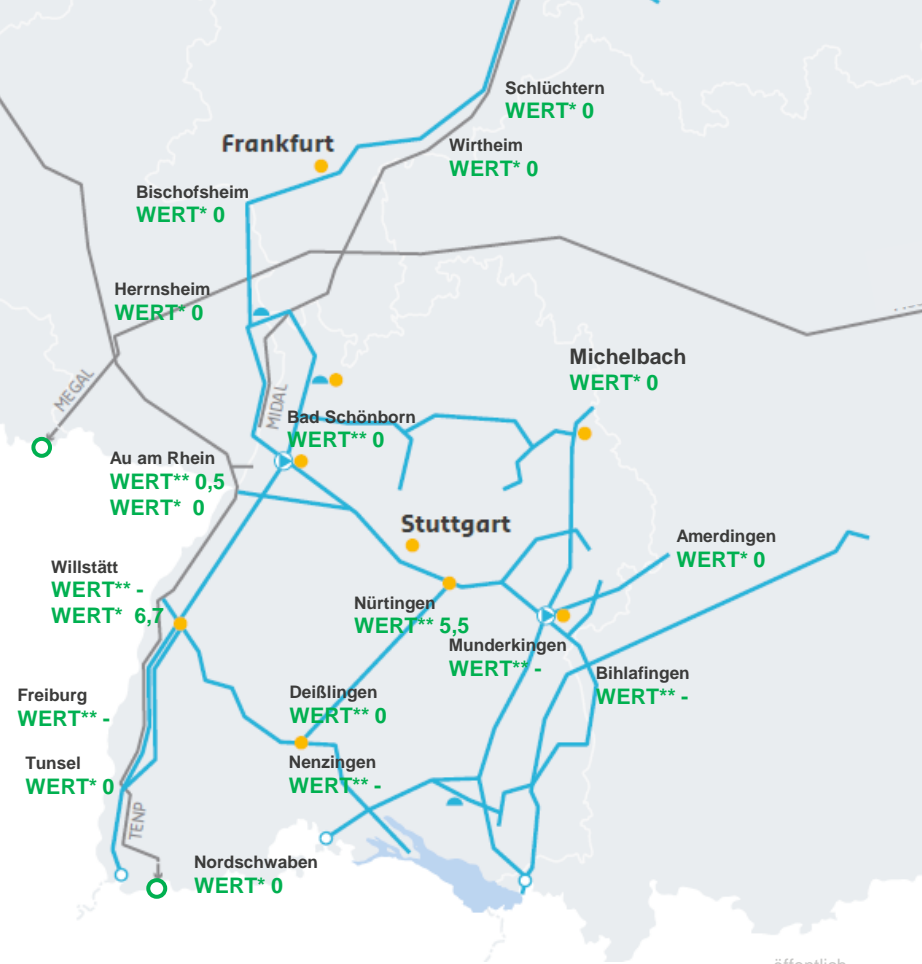 Schlüchtern
WERT* 0
Frankfurt
Wirtheim
WERT* 0
Bischofsheim
WERT* 0
Herrnsheim
WERT* 0
MEGAL
MIDAL
Michelbach
WERT* 0
Bad Schönborn
WERT** 0
Au am Rhein
WERT** 0,5
WERT* 0
Stuttgart
Amerdingen
WERT* 0
Willstätt
WERT** -
WERT* 6,7
Nürtingen
WERT** 5,5
Munderkingen
WERT** -
Bihlafingen
WERT** -
Freiburg
WERT** -
Deißlingen
WERT** 0
Tunsel
WERT* 0
Nenzingen
WERT** -
TENP
Nordschwaben
WERT* 0
öffentlich